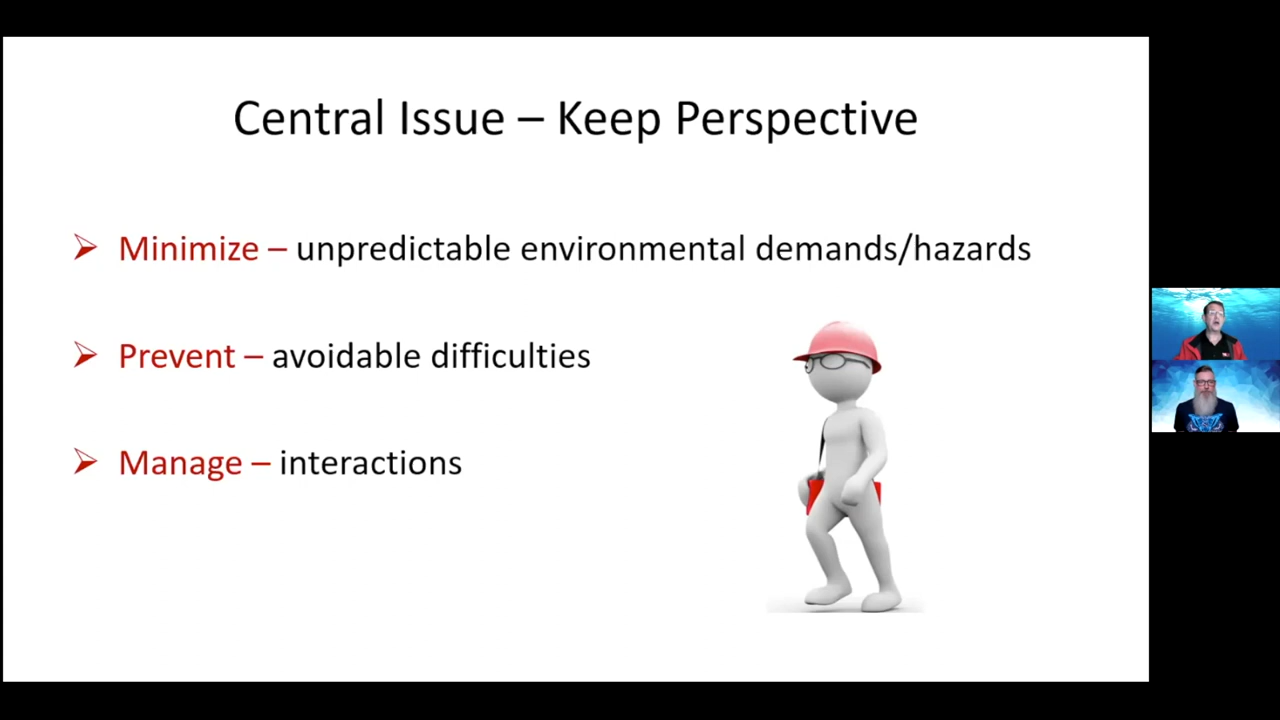 Central Issue – Keep Perspective
Minimize – unpredictable environmental demands/hazards
Prevent – avoidable difficulties
Manage – interactions